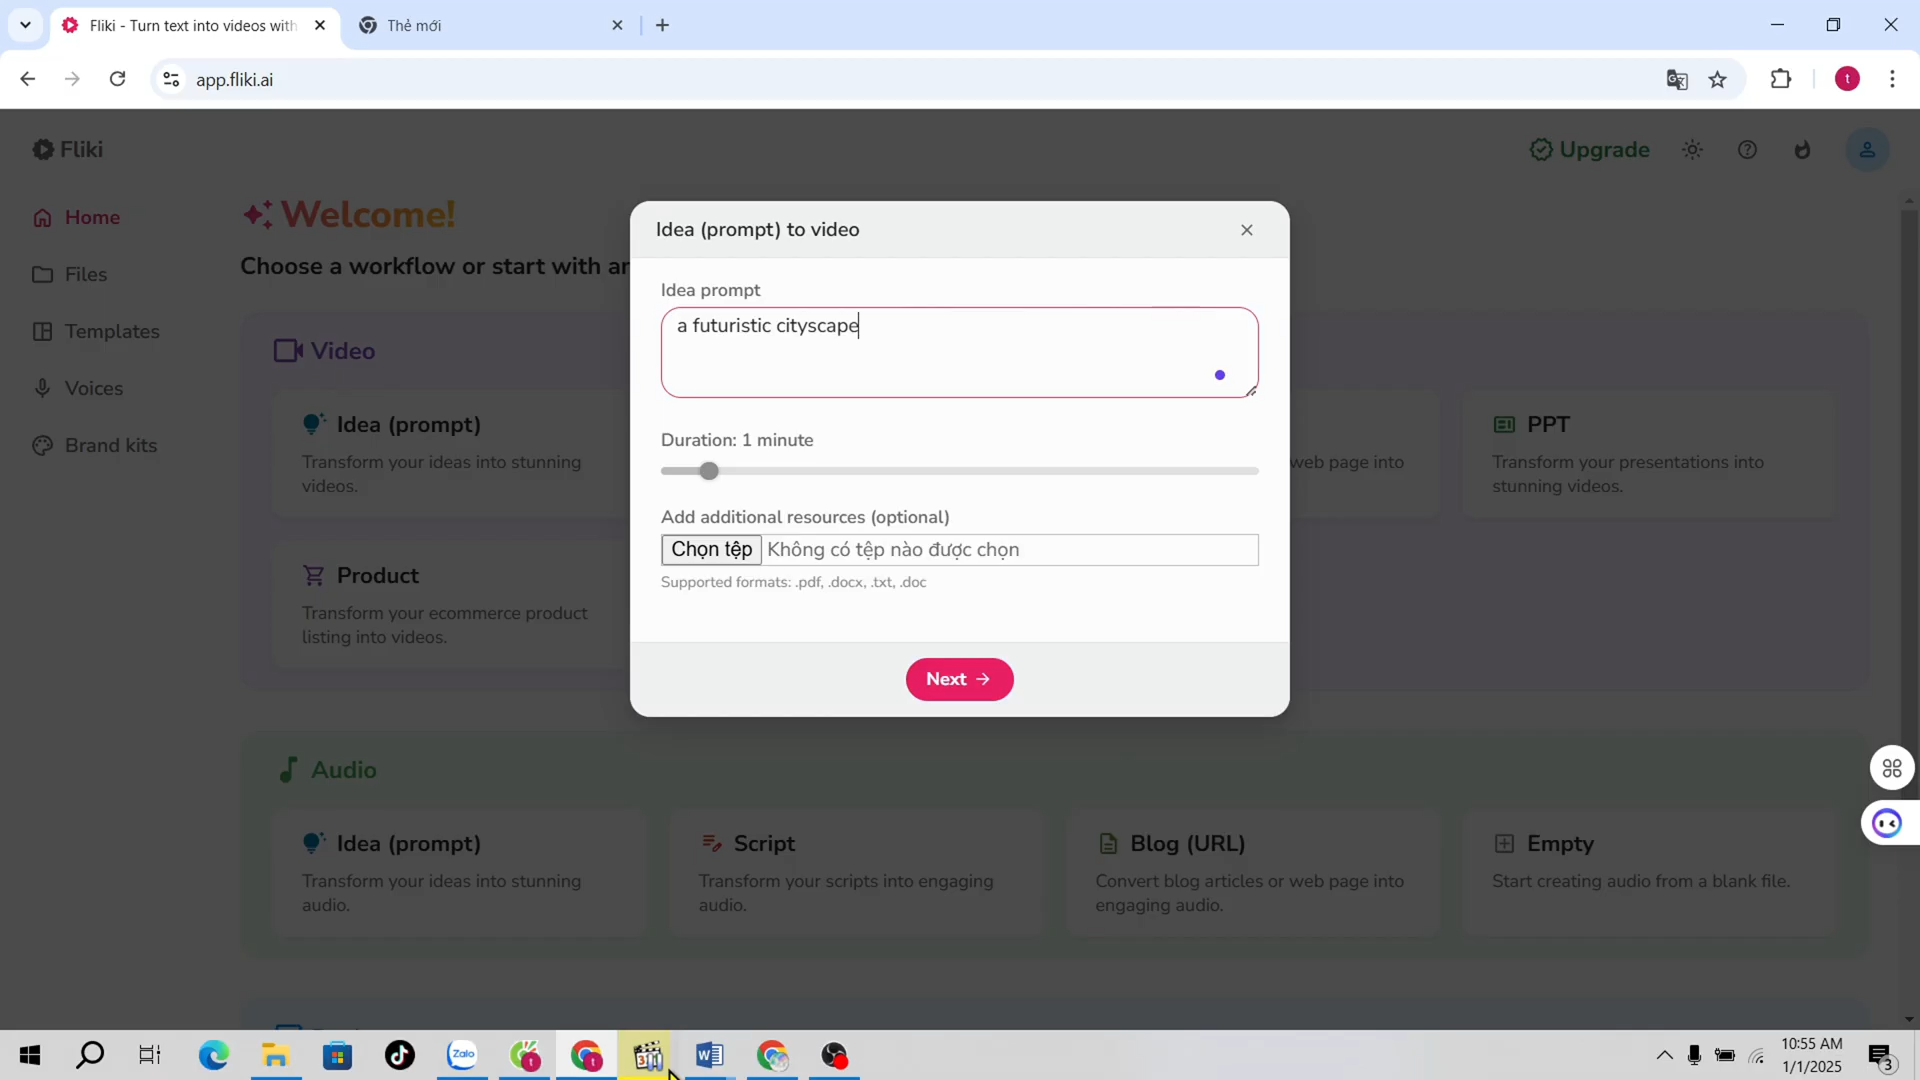 Fliki - Turn text into videos with
Thẻ mới
app.fliki.ai
t
Fliki
Upgrade
Home
Files
Templates
Voices
Brand kits
Welcome!
Choose a workflow or start with an
Video
Idea (prompt)
Transform your ideas into stunning
videos.
web page into
PPT
Transform your presentations into
stunning videos.
Product
Transform your ecommerce product
listing into videos.
Idea (prompt) to video
Idea prompt
a futuristic cityscape
Duration: 1 minute
Add additional resources (optional)
Chọn tệp Không có tệp nào được chọn
Supported formats: .pdf, .docx, .txt, .doc
Next
Audio
Idea (prompt)
Transform your ideas into stunning
audio.
Script
Transform your scripts into engaging
audio.
Blog (URL)
Convert blog articles or web page into
engaging audio.
Empty
Start creating audio from a blank file.
Zalo
t
t
311
10:55 AM
1/1/2025
3